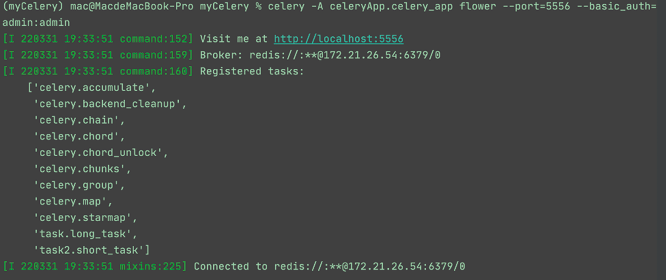 (myCelery) mac@MacdeMacBook-Pro myCelery % celery -A celeryApp.celery_app flower --port=5556 --basic_auth=
admin:admin
[I 220331 19:33:51 command:152] Visit me at http://localhost:5556
[I 220331 19:33:51 command:159] Broker: redis://:**@172.21.26.54:6379/0
[I 220331 19:33:51 command:160] Registered tasks:
['celery.accumulate',
'celery.backend_cleanup',
'celery.chain',
'celery.chord',
'celery.chord_unlock',
'celery.chunks',
'celery.group',
'celery.map',
'celery.starmap',
'task.long_task',
'task2.short_task']
[I 220331 19:33:51 mixins:225] Connected to redis://:**@172.21.26.54:6379/0